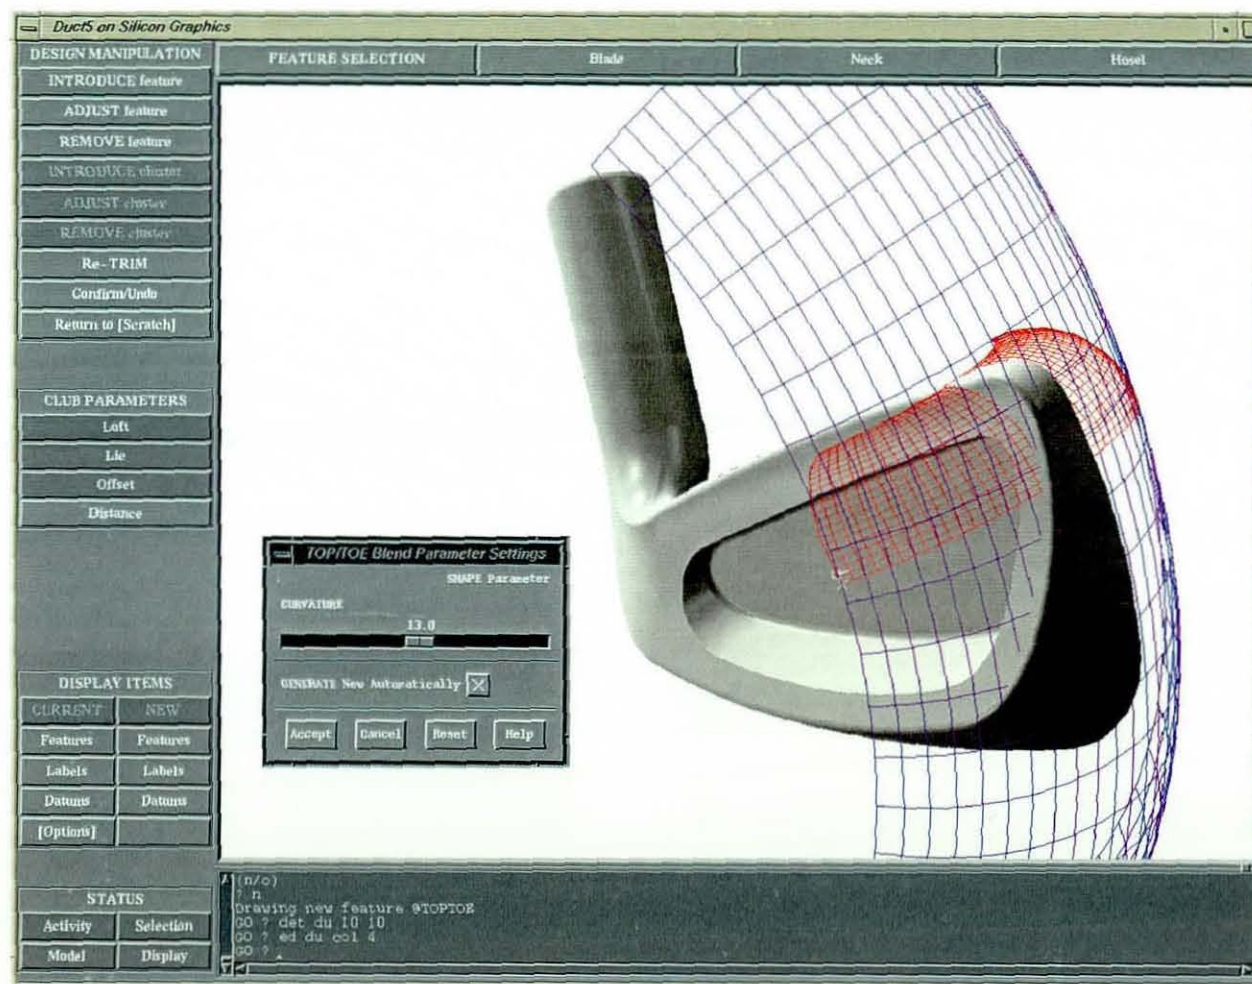 Duct5 on Silicon Graphics
DESIGN MANIPULATION
INTRODUCE feature
ADJUST feature
REMOVE feature
INTRODUCE cluster
ADJUST cluster
REMOVE cluster
Re-TRIM
Confirm/Undo
Return to [Scratch]
CLUB PARAMETERS
Loft
Lie
Offset
Distance
DISPLAY ITEMS
CURRENT NEW
Features Features
Labels Labels
Datums Datums
[Options]
STATUS
Activity Selection
Model Display
FEATURE SELECTION Blade Neck Hosel
TOP/TOE Blend Parameter Settings
SHAPE Parameter
CURVATURE
13.0
GENERATE New Automatically
Accept Cancel Reset Help
(n/o)
? n
Drawing new feature @TOPTOE
GO ? det du 10 10
GO ? ed du col 4
GO ?